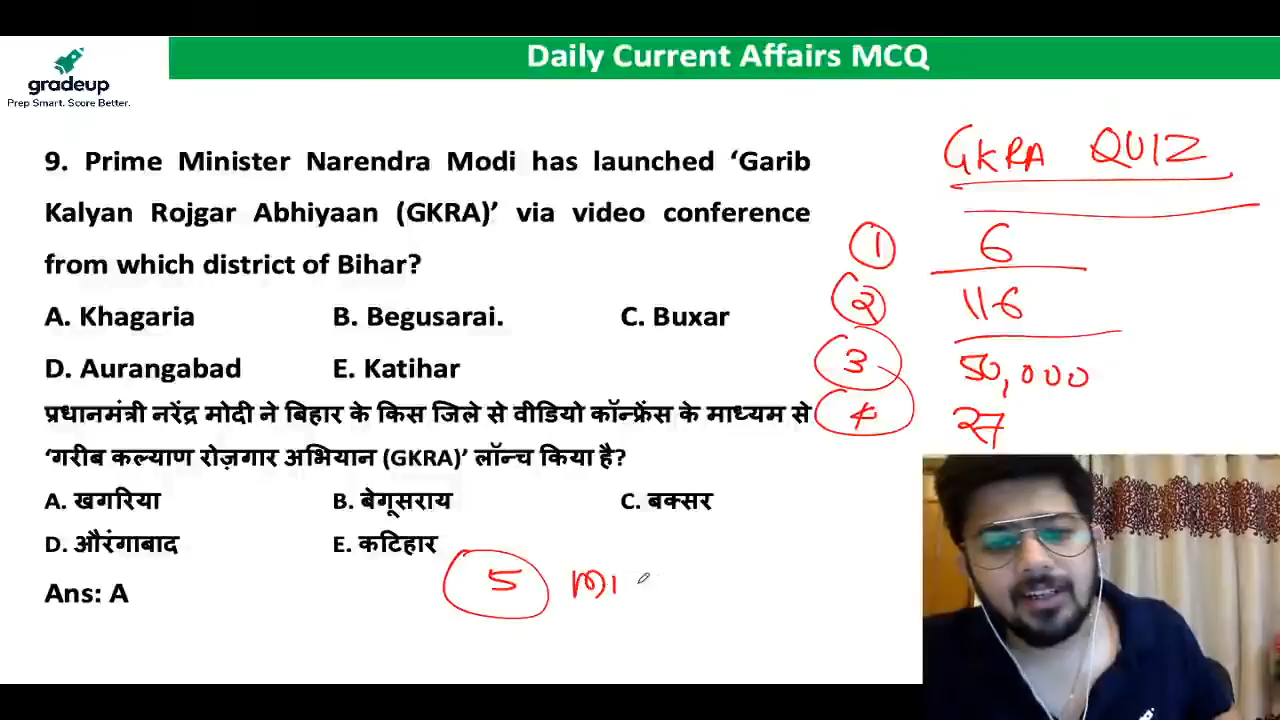 Daily Current Affairs MCQ
gradeup
Prep Smart. Score Better.
GKRA QUIZ
9. Prime Minister Narendra Modi has launched ‘Garib
Kalyan Rojgar Abhiyaan (GKRA)’ via video conference
from which district of Bihar?
A. Khagaria B. Begusarai. C. Buxar
D. Aurangabad E. Katihar
प्रधानमंत्री नरेंद्र मोदी ने बिहार के किस जिले से वीडियो कॉन्फ्रेंस के माध्यम से
‘गरीब कल्याण रोज़गार अभियान (GKRA)’ लॉन्च किया है?
A. खगरिया B. बेगूसराय C. बक्सर
D. औरंगाबाद E. कटिहार
Ans: A
1 6
2 116
3 50,000
4
5 MI